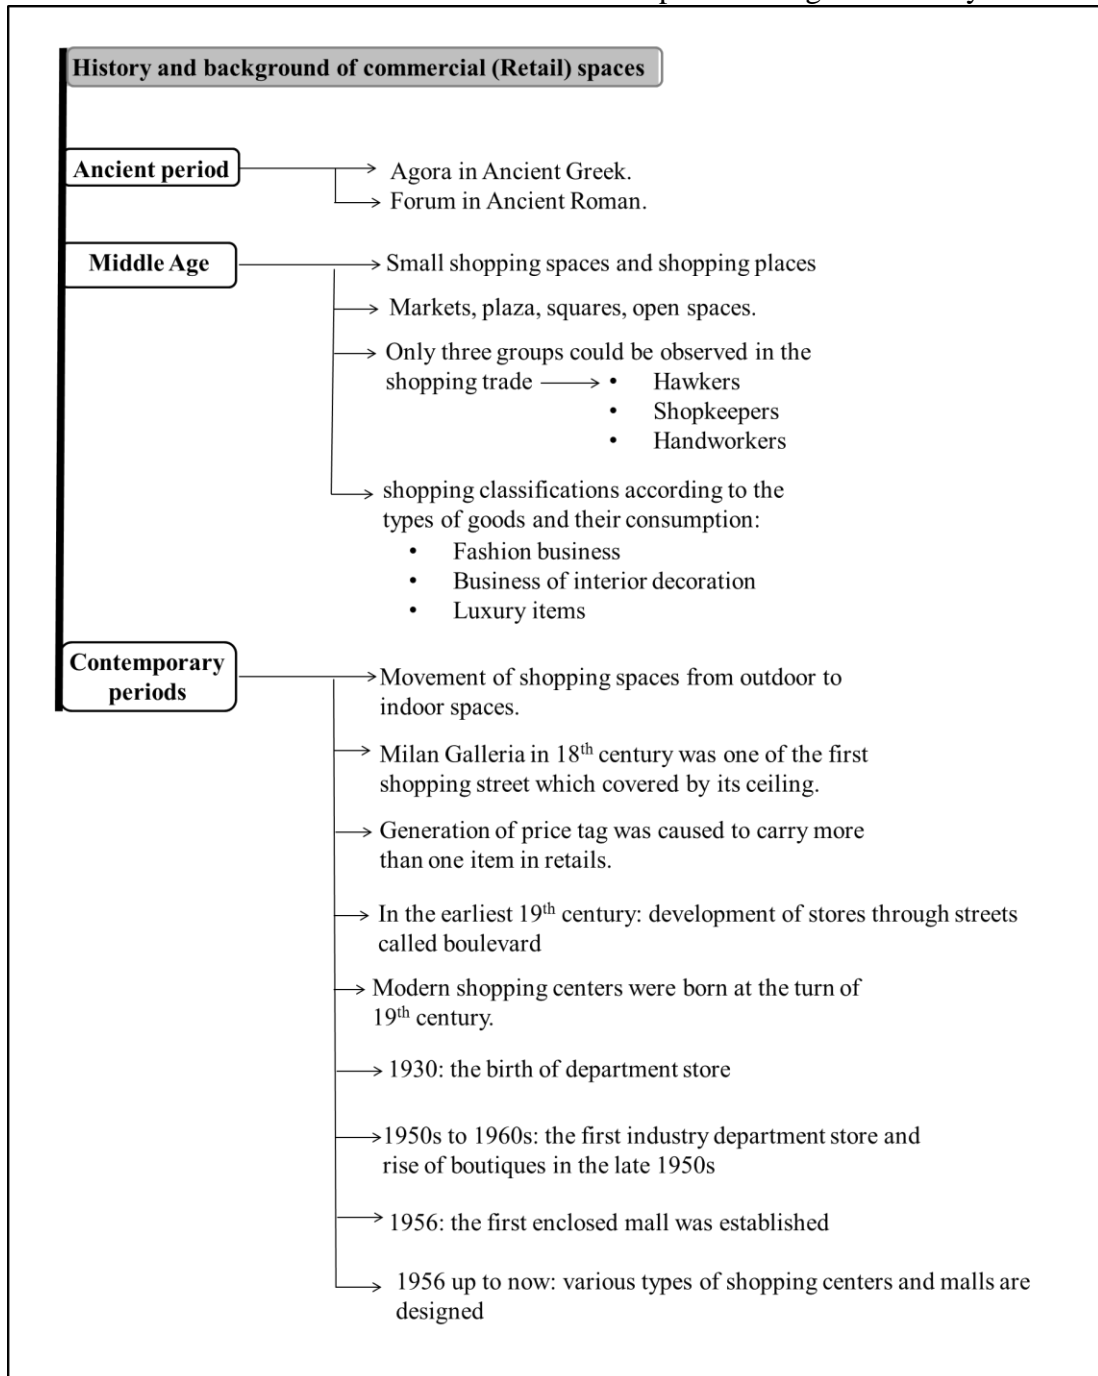 History and background of commercial (Retail) spaces
Ancient period
Agora in Ancient Greek.
Forum in Ancient Roman.
Middle Age
Small shopping spaces and shopping places
Markets, plaza, squares, open spaces.
Only three groups could be observed in the
shopping trade
• Hawkers
• Shopkeepers
• Handworkers
shopping classifications according to the
types of goods and their consumption:
• Fashion business
• Business of interior decoration
• Luxury items
Contemporary
periods
Movement of shopping spaces from outdoor to
indoor spaces.
Milan Galleria in 18th century was one of the first
shopping street which covered by its ceiling.
Generation of price tag was caused to carry more
than one item in retails.
In the earliest 19th century: development of stores through streets
called boulevard
Modern shopping centers were born at the turn of
19th century.
1930: the birth of department store
1950s to 1960s: the first industry department store and
rise of boutiques in the late 1950s
1956: the first enclosed mall was established
1956 up to now: various types of shopping centers and malls are
designed